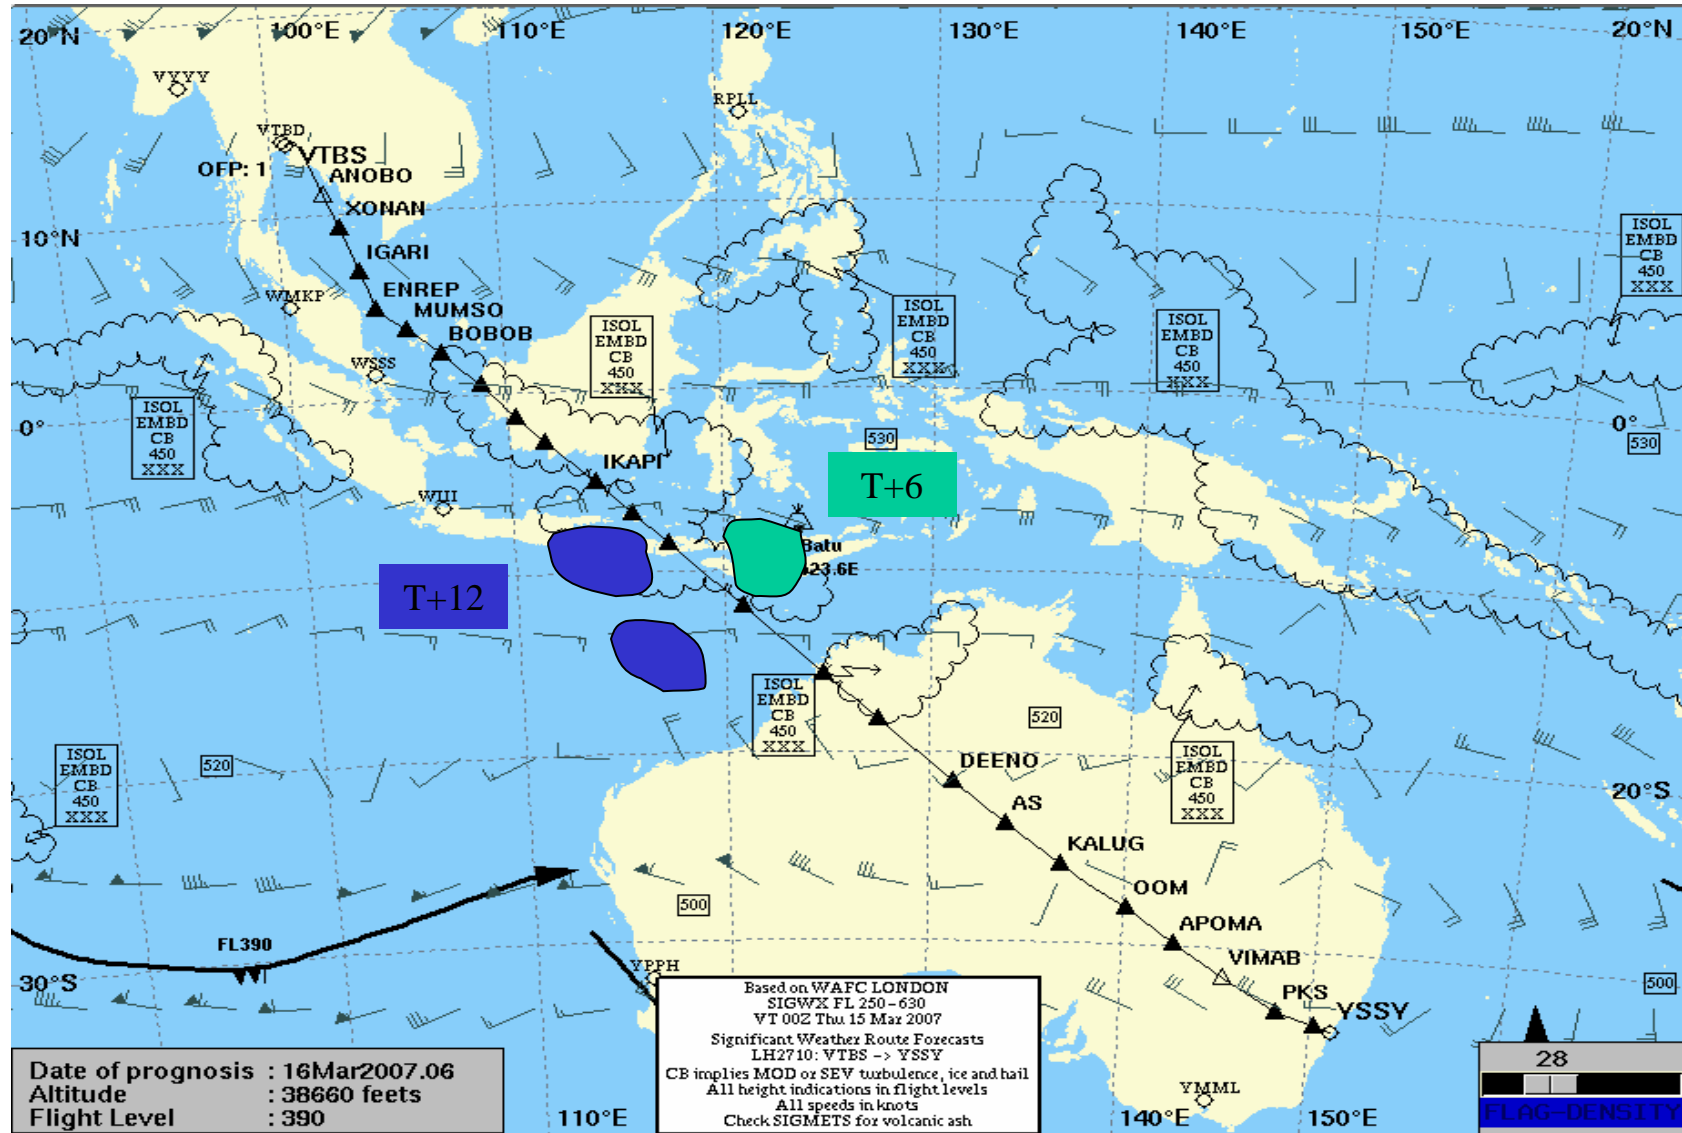 20°N
100°E
110°E
120°E
130°E
140°E
150°E
20°N
VYYY
RPLL
VTBD
VTBS
OFP: 1
ANOBO
XONAN
10°N
IGARI
ENREP
WMKP
MUMSO
BOBOB
WSSS
ISOL
EMBD
CB
450
XXX
ISOL
EMBD
CB
450
XXX
ISOL
EMBD
CB
450
XXX
ISOL
EMBD
CB
450
XXX
ISOL
EMBD
CB
450
XXX
0°
0°
530
530
IKAPI
T+6
WIII
Batu
23.6E
T+12
ISOL
EMBD
CB
450
XXX
520
ISOL
EMBD
CB
450
XXX
520
ISOL
EMBD
CB
450
XXX
DEENO
20°S
AS
KALUG
OOM
500
APOMA
FL390
VIMAB
30°S
YPPH
500
PKS
YSSY
Based on WAFC LONDON
SIGWX FL 250-630
VT 00Z Thu 15 Mar 2007
Significant Weather Route Forecasts
LH2710: VTBS -> YSSY
CB implies MOD or SEV turbulence, ice and hail
All height indications in flight levels
All speeds in knots
Check SIGMETS for volcanic ash
Date of prognosis : 16Mar2007.06
Altitude : 38660 feets
Flight Level : 390
110°E
YMML
140°E
150°E
28
FLAG-DENSITY